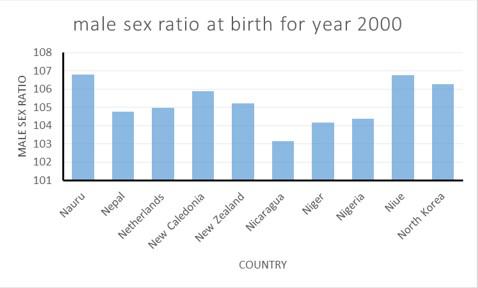 male sex ratio at birth for year 2000
MALE SEX RATIO
108
107
106
105
104
103
102
101
Nauru
Nepal
Netherlands
New Caledonia
New Zealand
Nicaragua
Niger
Nigeria
Niue
North Korea
COUNTRY